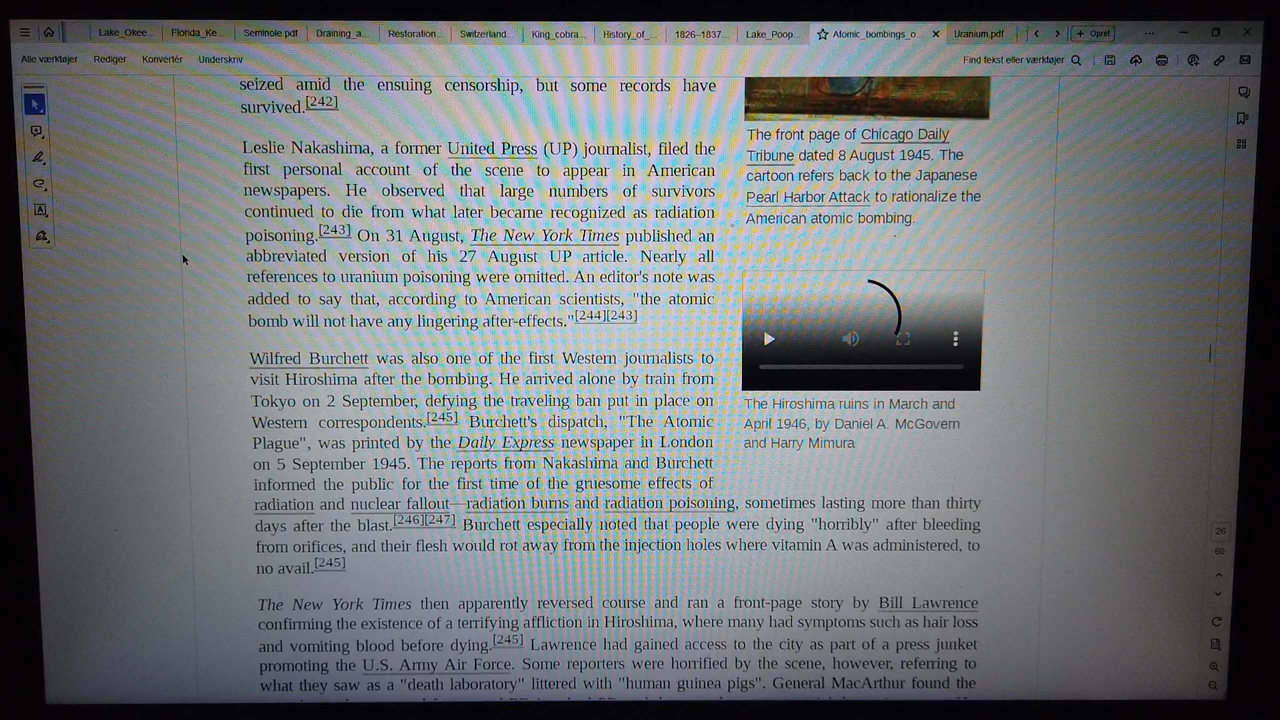 Lake_Okee...
Florida_Ke...
Seminole pdf
Draining_a...
Restoration...
Switzerland...
King_cobra...
History_of_...
1826–1837...
Lake_Poop...
Atomic_bombings_o...
Uranium.pdf
+ Opret
Alle værktøjer
Rediger
Konvertér
Underskriv
Find tekst eller værktøjer
seized amid the ensuing censorship, but some records have
survived.[242]
Leslie Nakashima, a former United Press (UP) journalist, filed the
first personal account of the scene to appear in American
newspapers. He observed that large numbers of survivors
continued to die from what later became recognized as radiation
poisoning.[243] On 31 August, The New York Times published an
abbreviated version of his 27 August UP article. Nearly all
references to uranium poisoning were omitted. An editor's note was
added to say that, according to American scientists, "the atomic
bomb will not have any lingering after-effects."[244][243]
The front page of Chicago Daily
Tribune dated 8 August 1945. The
cartoon refers back to the Japanese
Pearl Harbor Attack to rationalize the
American atomic bombing.
Wilfred Burchett was also one of the first Western journalists to
visit Hiroshima after the bombing. He arrived alone by train from
Tokyo on 2 September, defying the traveling ban put in place on
Western correspondents.[245] Burchett's dispatch, "The Atomic
Plague", was printed by the Daily Express newspaper in London
on 5 September 1945. The reports from Nakashima and Burchett
informed the public for the first time of the gruesome effects of
radiation and nuclear fallout—radiation burns and radiation poisoning, sometimes lasting more than thirty
days after the blast.[246][247] Burchett especially noted that people were dying "horribly" after bleeding
from orifices, and their flesh would rot away from the injection holes where vitamin A was administered, to
no avail.[245]
The Hiroshima ruins in March and
April 1946, by Daniel A. McGovern
and Harry Mimura
The New York Times then apparently reversed course and ran a front-page story by Bill Lawrence
confirming the existence of a terrifying affliction in Hiroshima, where many had symptoms such as hair loss
and vomiting blood before dying.[245] Lawrence had gained access to the city as part of a press junket
promoting the U.S. Army Air Force. Some reporters were horrified by the scene, however, referring to
what they saw as a "death laboratory" littered with "human guinea pigs". General MacArthur found the
26
60